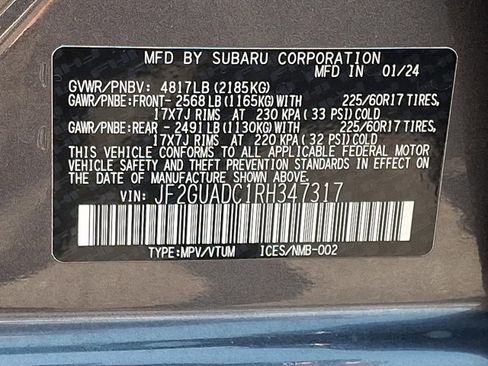 MFD BY SUBARU CORPORATION
MFD IN 01/24
GVWR/PNBV: 4817LB (2185KG)
GAWR/PNBE:FRONT- 2568 LB (1165KG) WITH 225/60R17 TIRES,
17X7J RIMS AT 230 KPA (33 PSI) COLD
GAWR/PNBE:REAR - 2491 LB (1130KG) WITH 225/60R17 TIRES,
17X7J RIMS AT 220 KPA (32 PSI) COLD
THIS VEHICLE CONFORMS TO ALL APPLICABLE FEDERAL MOTOR
VEHICLE SAFETY AND THEFT PREVENTION STANDARDS IN EFFECT ON
THE DATE OF MANUFACTURE SHOWN ABOVE.
VIN: JF2GUADC1RH347317
TYPE:MPV/VTUM ICES/NMB-002